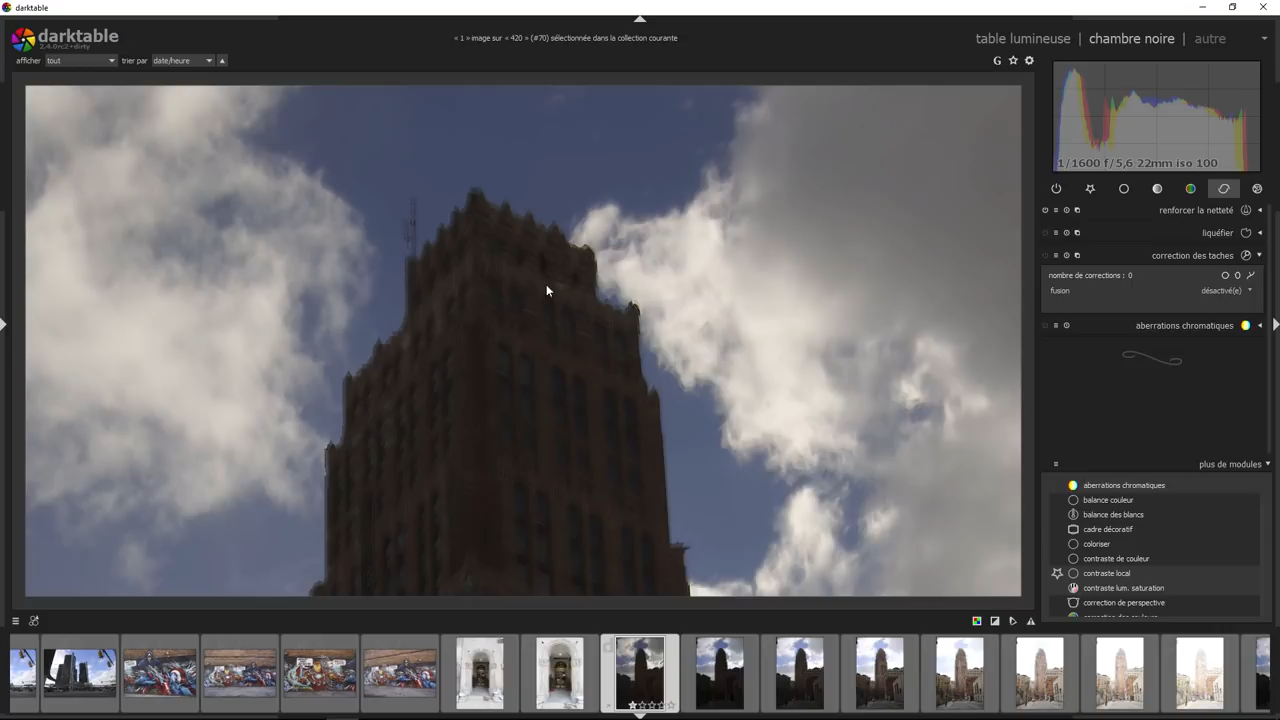 darktable
darktable
2.4.0rc2+dirty
« 1 » image sur « 420 » (#70) sélectionnée dans la collection courante
table lumineuse | chambre noire | autre
afficher tout trier par date/heure
G
1/1600 f/5,6 22mm iso 100
renforcer la netteté
liquéfier
correction des taches
nombre de corrections : 0
fusion désactivé(e)
aberrations chromatiques
plus de modules
aberrations chromatiques
balance couleur
balance des blancs
cadre décoratif
coloriser
contraste de couleur
contraste local
contraste lum. saturation
correction de perspective